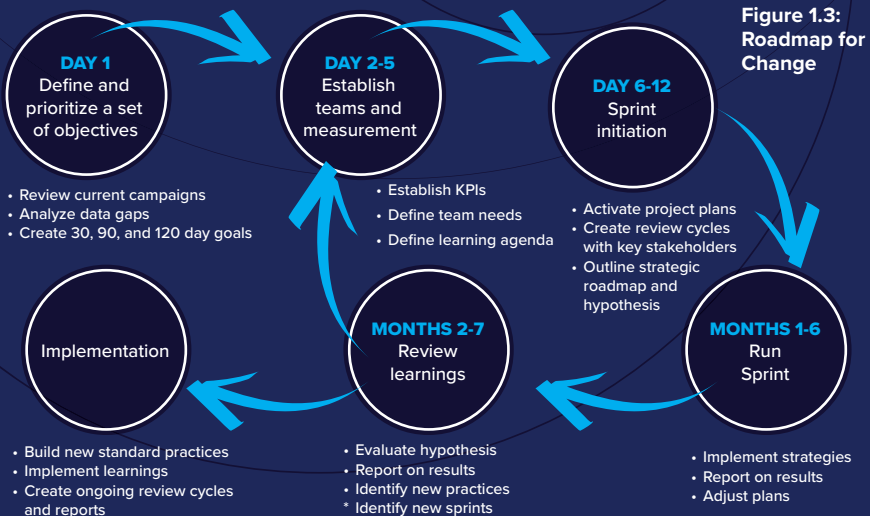 Figure 1.3:
Roadmap for
Change
DAY 1
Define and
prioritize a set
of objectives
• Review current campaigns
• Analyze data gaps
• Create 30, 90, and 120 day goals
DAY 2-5
Establish
teams and
measurement
• Establish KPIs
• Define team needs
• Define learning agenda
DAY 6-12
Sprint
initiation
• Activate project plans
• Create review cycles
with key stakeholders
• Outline strategic
roadmap and
hypothesis
MONTHS 1-6
Run
Sprint
• Implement strategies
• Report on results
• Adjust plans
MONTHS 2-7
Review
learnings
• Evaluate hypothesis
• Report on results
• Identify new practices
* Identify new sprints
Implementation
• Build new standard practices
• Implement learnings
• Create ongoing review cycles
and reports